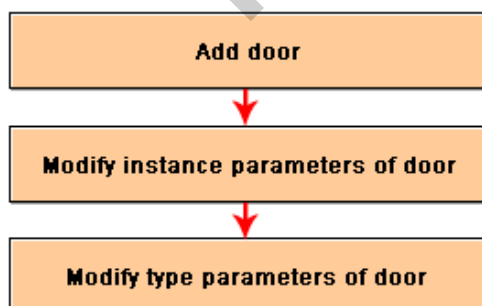 Add door
Modify instance parameters of door
Modify type parameters of door